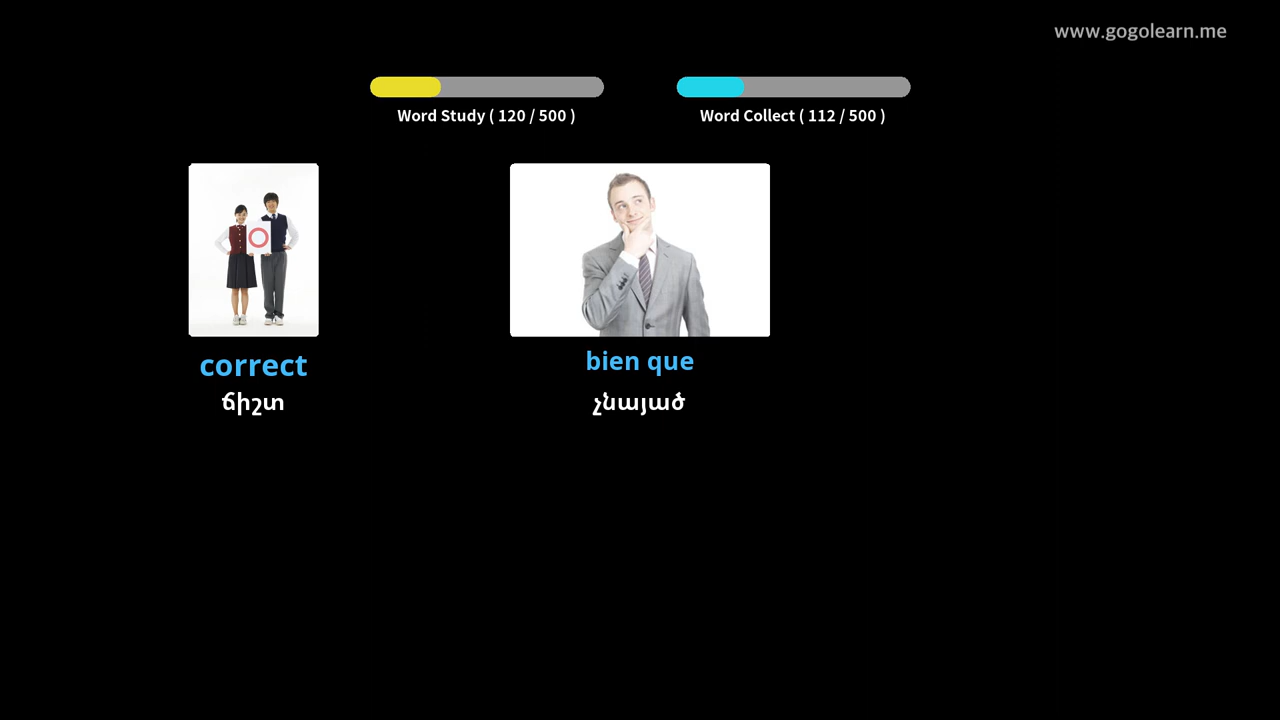 www.gogolearn.me
Word Study ( 120 / 500 )
Word Collect ( 112 / 500 )
correct
ճիշտ
bien que
չնայած